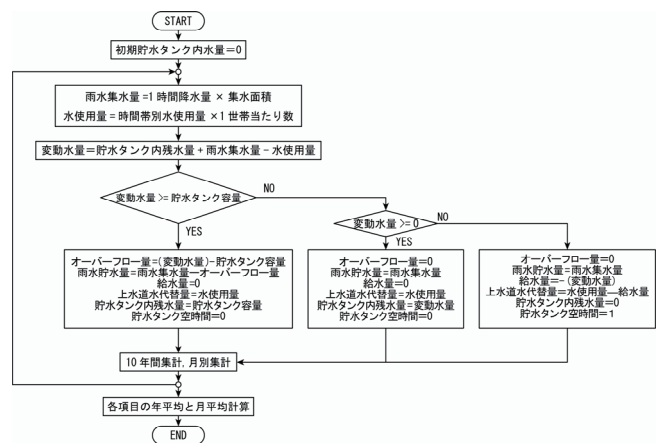 START
初期貯水タンク内水量＝0
雨水集水量＝1時間降水量 × 集水面積
水使用量＝時間帯別水使用量 ×1世帯当たり数
変動水量＝貯水タンク内残水量＋雨水集水量－水使用量
変動水量 >= 貯水タンク容量
NO
YES
変動水量 >= 0
NO
YES
オーバーフロー量＝(変動水量)-貯水タンク容量
雨水貯水量＝雨水集水量―オーバーフロー量
給水量=0
上水道水代替量＝水使用量
貯水タンク内残水量＝貯水タンク容量
貯水タンク空時間＝0
オーバーフロー量＝0
雨水貯水量＝雨水集水量
給水量=0
上水道水代替量＝水使用量
貯水タンク内残水量＝変動水量
貯水タンク空時間＝0
オーバーフロー量＝0
雨水貯水量＝雨水集水量
給水量＝-(変動水量)
上水道水代替量＝水使用量―給水量
貯水タンク内残水量＝0
貯水タンク空時間＝1
10年間集計, 月別集計
各項目の年平均と月平均計算
END